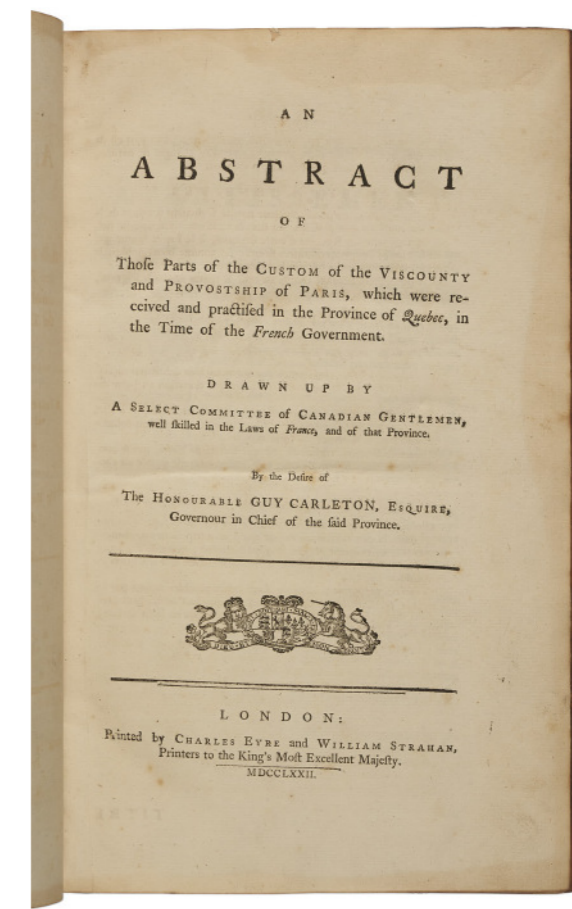 AN
ABSTRACT
OF
Thoſe Parts of the CUSTOM of the VISCOUNTY
and PROVOSTSHIP of PARIS, which were re-
ceived and practiſed in the Province of Quebec, in
the Time of the French Government.
DRAWN UP BY
A SELECT COMMITTEE of CANADIAN GENTLEMEN,
well ſkilled in the Laws of France, and of that Province.
By the Deſire of
The HONOURABLE GUY CARLETON, ESQUIRE,
Governour in Chief of the ſaid Province.
LONDON:
Printed by CHARLES EYRE and WILLIAM STRAHAN,
Printers to the King's Moſt Excellent Majeſty.
MDCCLXXII.